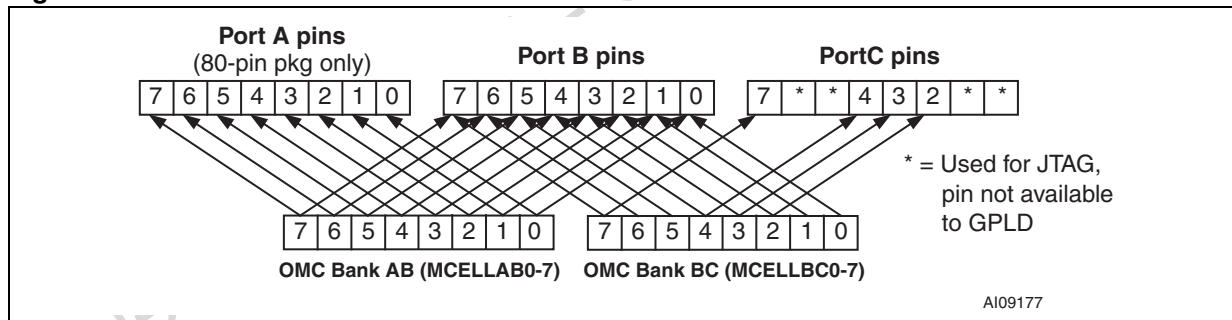 Port A pins
(80-pin pkg only)
Port B pins
PortC pins
7 6 5 4 3 2 1 0
7 6 5 4 3 2 1 0
7 * * 4 3 2 * *
* = Used for JTAG,
pin not available
to GPLD
7 6 5 4 3 2 1 0
7 6 5 4 3 2 1 0
OMC Bank AB (MCELLAB0-7)
OMC Bank BC (MCELLBC0-7)
AI09177